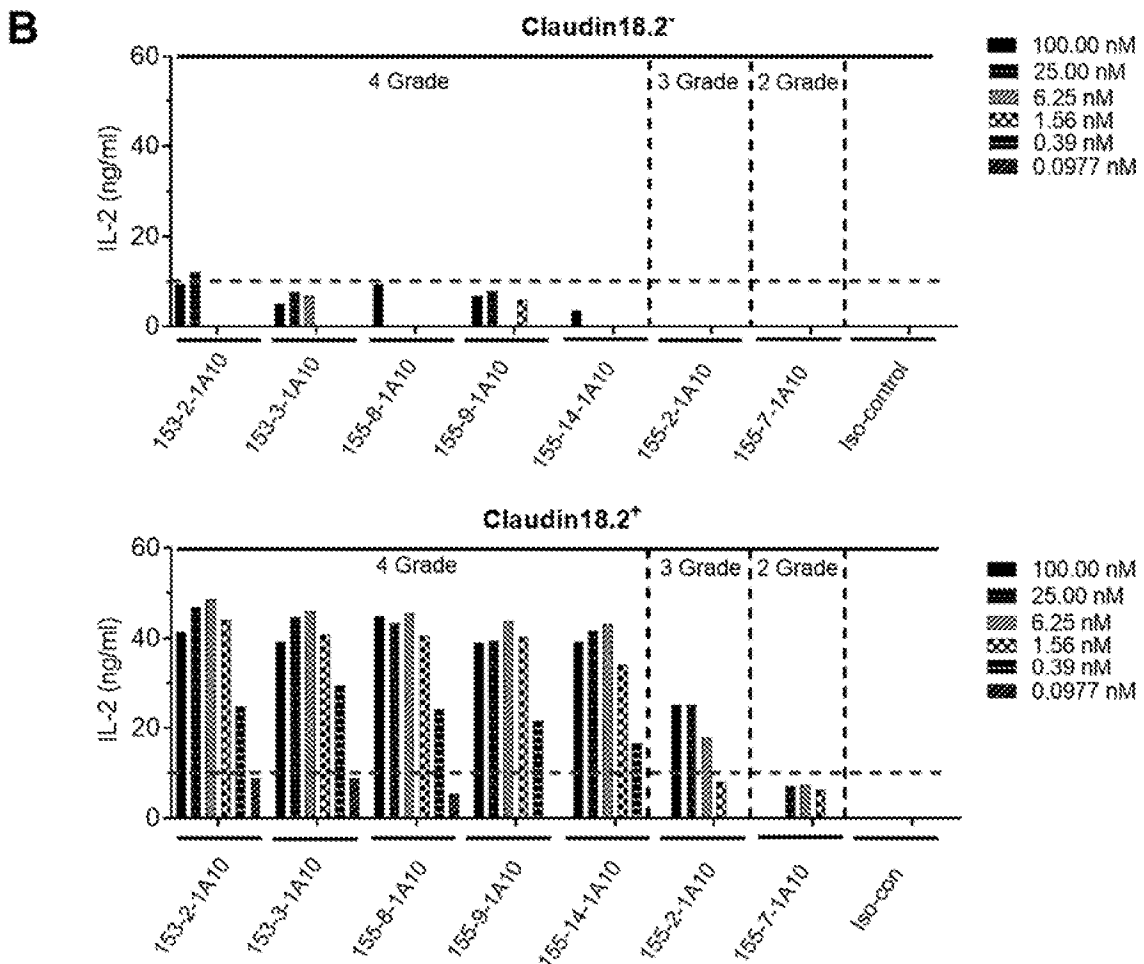 B
Claudin18.2-
60
40
20
0
IL-2 (ng/ml)
4 Grade
3 Grade
2 Grade
100.00 nM
25.00 nM
6.25 nM
1.56 nM
0.39 nM
0.0977 nM
153-2-1A10
153-3-1A10
155-8-1A10
155-9-1A10
155-14-1A10
155-2-1A10
155-7-1A10
Iso-control
Claudin18.2+
60
40
20
0
IL-2 (ng/ml)
4 Grade
3 Grade
2 Grade
100.00 nM
25.00 nM
6.25 nM
1.56 nM
0.39 nM
0.0977 nM
153-2-1A10
153-3-1A10
155-8-1A10
155-9-1A10
155-14-1A10
155-2-1A10
155-7-1A10
Iso-con